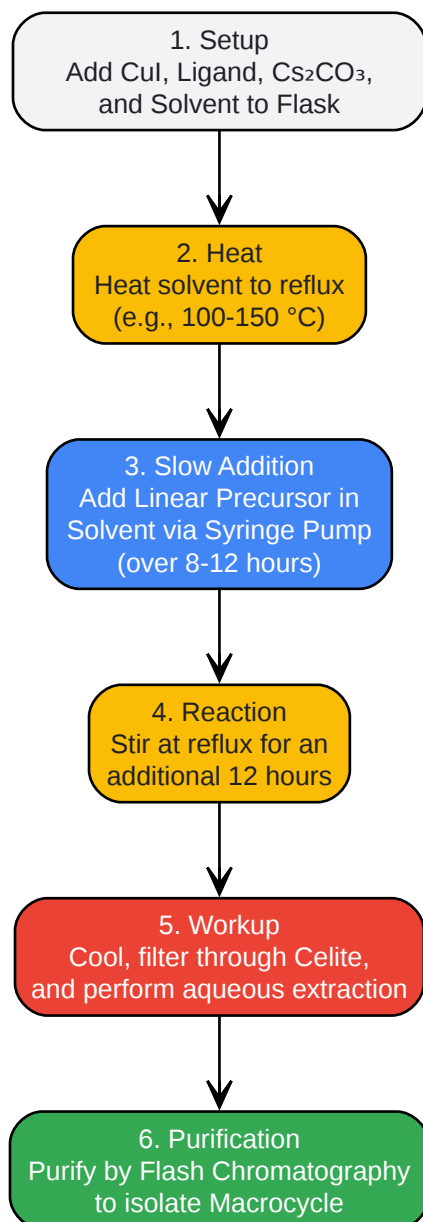 1. Setup
Add CuI, Ligand, Cs₂CO₃,
and Solvent to Flask
2. Heat
Heat solvent to reflux
(e.g., 100-150 °C)
3. Slow Addition
Add Linear Precursor in
Solvent via Syringe Pump
(over 8-12 hours)
4. Reaction
Stir at reflux for an
additional 12 hours
5. Workup
Cool, filter through Celite,
and perform aqueous extraction
6. Purification
Purify by Flash Chromatography
to isolate Macrocycle